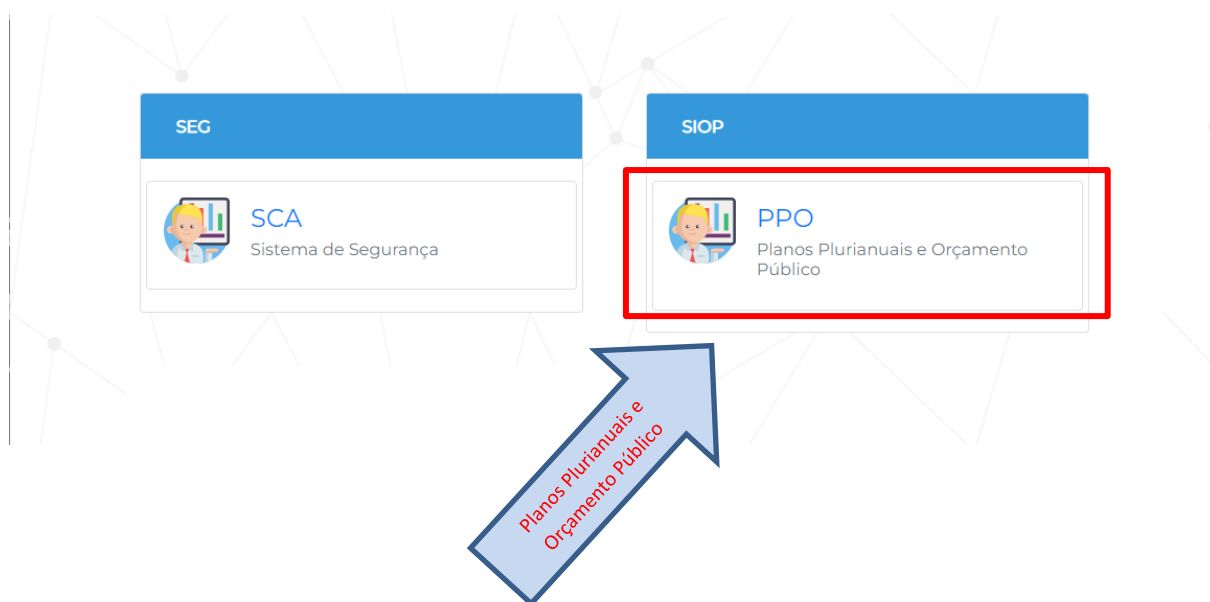 SEG
SCA
Sistema de Segurança
SIOP
PPO
Planos Plurianuais e Orçamento
Público
Planos Plurianuais e
Orçamento Público